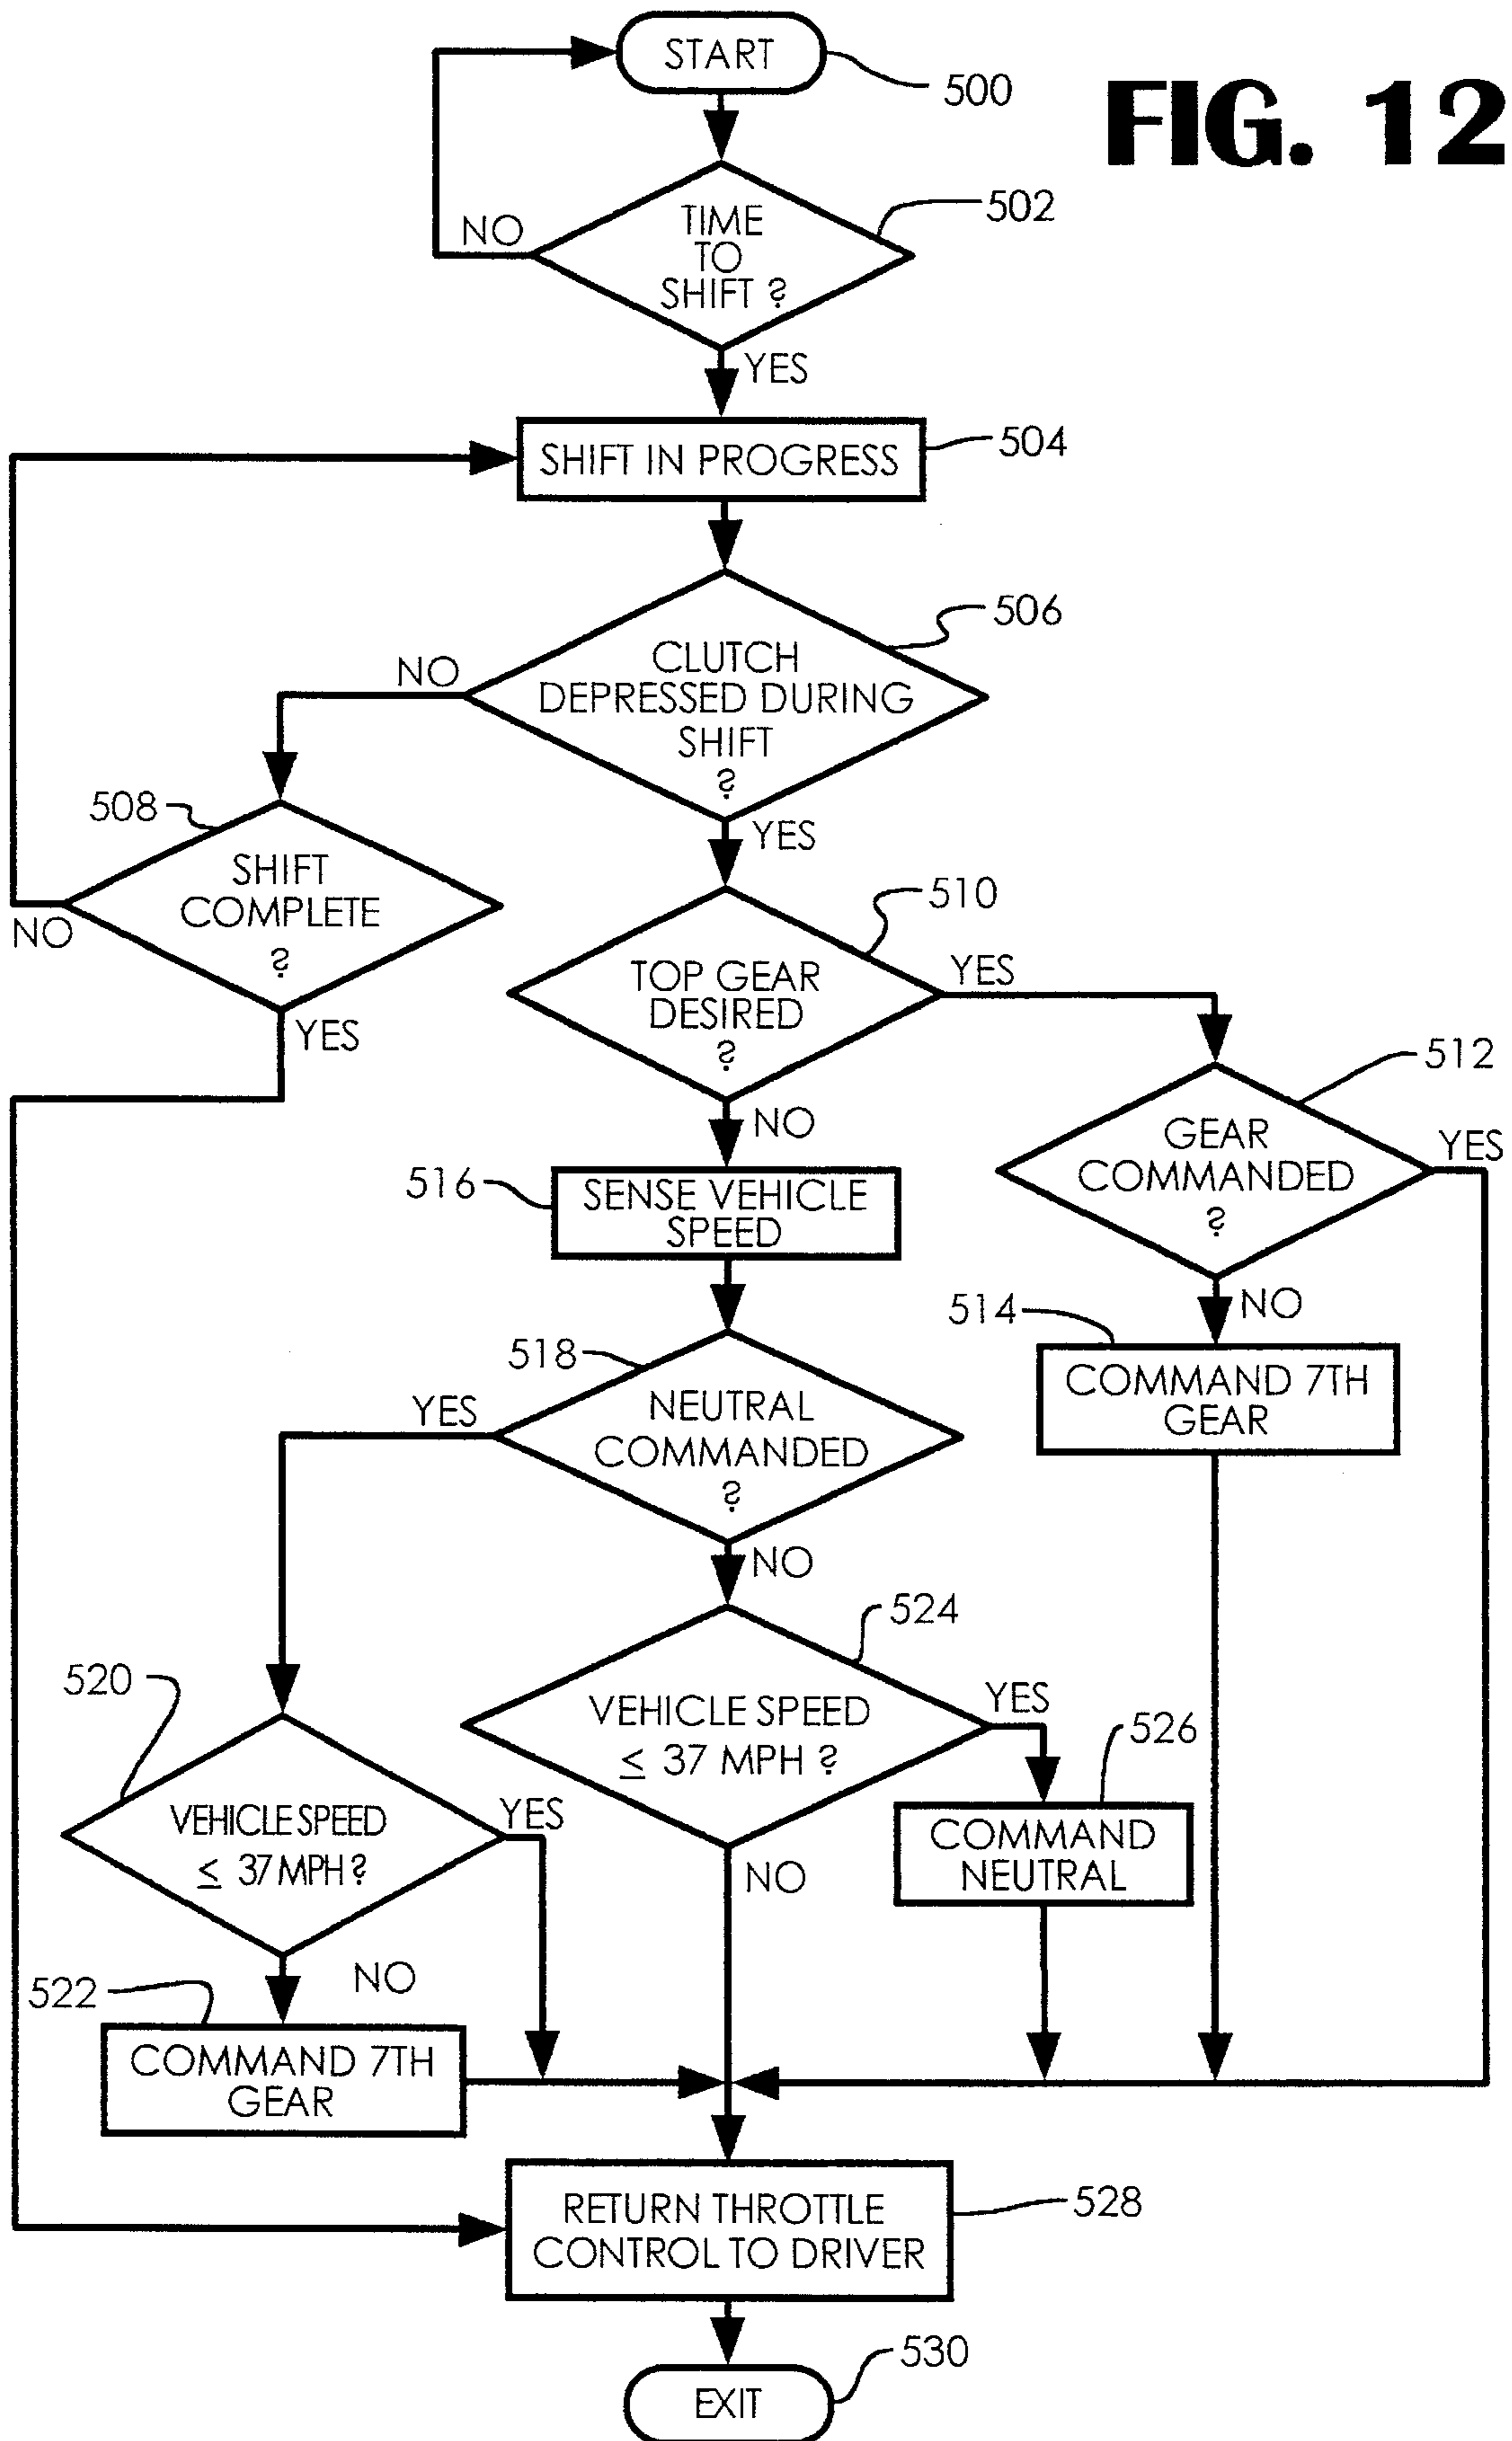 START
500
FIG. 12
502
NO
TIME
TO
SHIFT ?
YES
SHIFT IN PROGRESS
504
506
NO
CLUTCH
DEPRESSED DURING
SHIFT
?
508
YES
SHIFT
COMPLETE
?
NO
YES
510
TOP GEAR
DESIRED
?
YES
512
NO
GEAR
COMMANDED
?
YES
516
SENSE VEHICLE
SPEED
NO
514
COMMAND 7TH
GEAR
518
YES
NEUTRAL
COMMANDED
?
NO
524
520
VEHICLE SPEED
≤ 37 MPH ?
YES
526
VEHICLE SPEED
≤ 37 MPH ?
YES
COMMAND
NEUTRAL
NO
NO
522
COMMAND 7TH
GEAR
RETURN THROTTLE
CONTROL TO DRIVER
528
530
EXIT